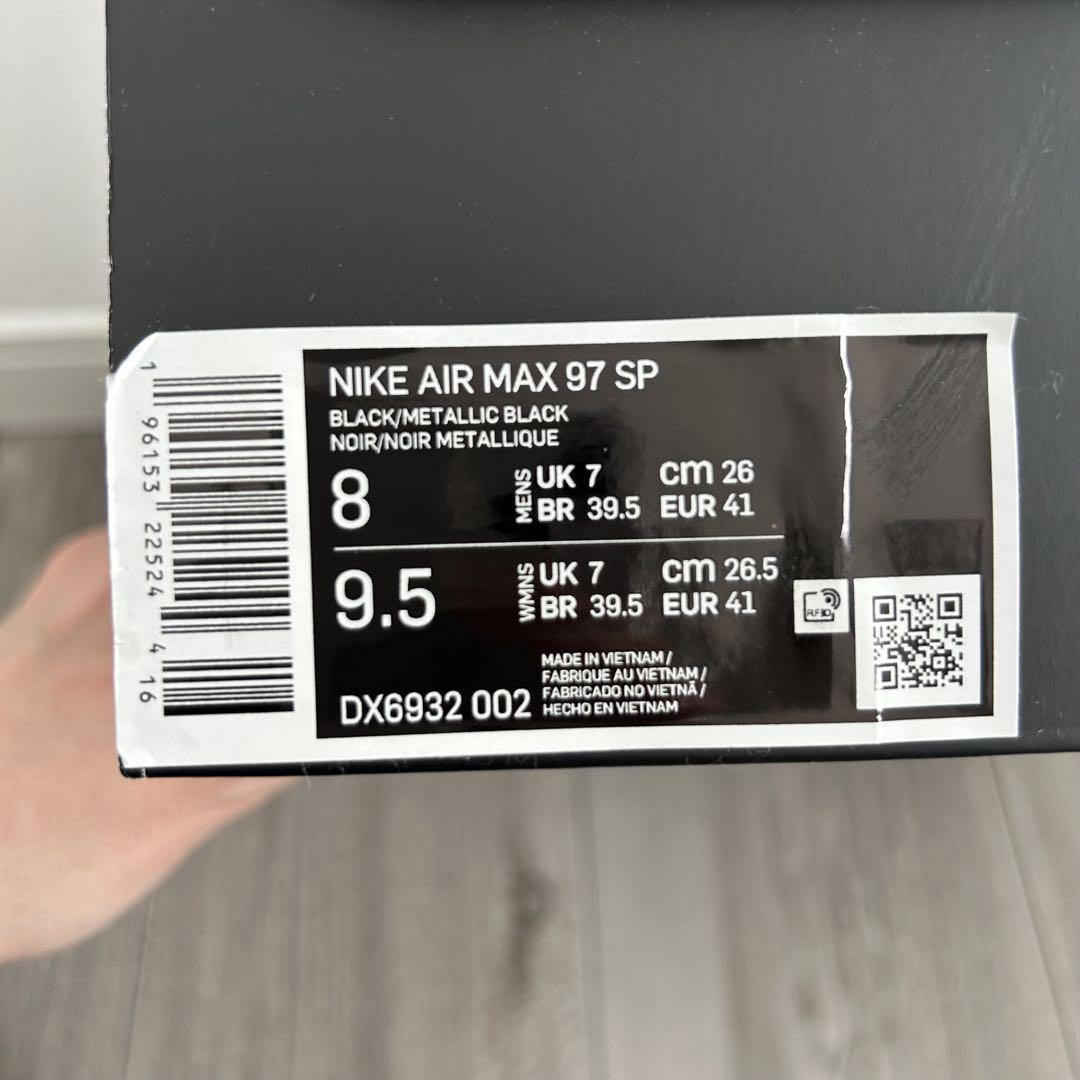 1 96153 22524 4 16
NIKE AIR MAX 97 SP
BLACK/METALLIC BLACK
NOIR/NOIR METALLIQUE
8 MENS UK 7 cm 26
BR 39.5 EUR 41
9.5 WMNS UK 7 cm 26.5
BR 39.5 EUR 41
RFID
DX6932 002
MADE IN VIETNAM /
FABRIQUE AU VIETNAM /
FABRICADO NO VIETNÃ /
HECHO EN VIETNAM